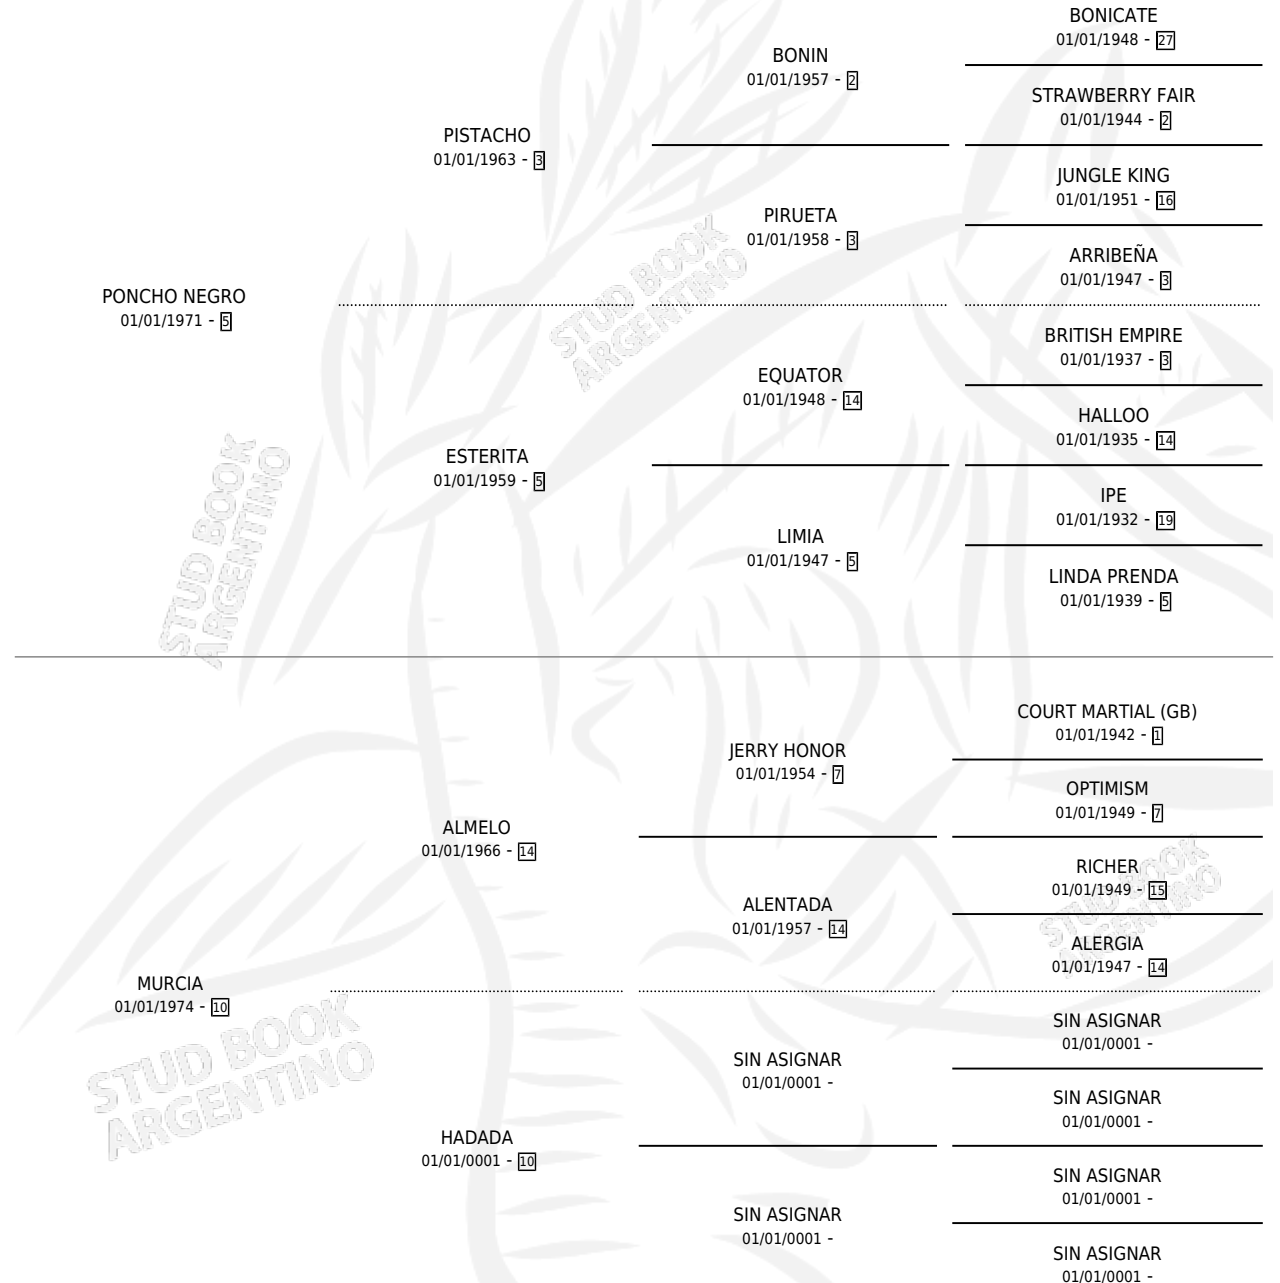 BONICATE
01/01/1948 - 27
BONIN
01/01/1957 - 2
STRAWBERRY FAIR
01/01/1944 - 2
PISTACHO
01/01/1963 - 3
JUNGLE KING
01/01/1951 - 16
PIRUETA
01/01/1958 - 3
ARRIBEÑA
01/01/1947 - 3
PONCHO NEGRO
01/01/1971 - 5
STUD BOOK
ARGENTINO
BRITISH EMPIRE
01/01/1937 - 3
EQUATOR
01/01/1948 - 14
HALLOO
01/01/1935 - 14
ESTERITA
01/01/1959 - 5
IPE
01/01/1932 - 19
LIMIA
01/01/1947 - 5
LINDA PRENDA
01/01/1939 - 5
STUD BOOK
ARGENTINO
COURT MARTIAL (GB)
01/01/1942 - 1
JERRY HONOR
01/01/1954 - 7
OPTIMISM
01/01/1949 - 7
ALMELO
01/01/1966 - 14
RICHER
01/01/1949 - 15
ALENTADA
01/01/1957 - 14
ALERGIA
01/01/1947 - 14
STUD BOOK
ARGENTINO
MURCIA
01/01/1974 - 10
STUD BOOK
ARGENTINO
SIN ASIGNAR
01/01/0001 -
SIN ASIGNAR
01/01/0001 -
SIN ASIGNAR
01/01/0001 -
HADADA
01/01/0001 - 10
SIN ASIGNAR
01/01/0001 -
SIN ASIGNAR
01/01/0001 -
SIN ASIGNAR
01/01/0001 -